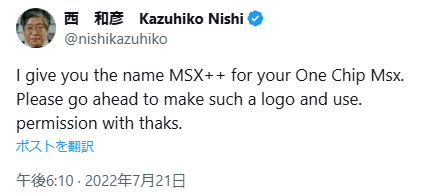 西　和彦　Kazuhiko Nishi
@nishikazuhiko
I give you the name MSX++ for your One Chip Msx.
Please go ahead to make such a logo and use.
permission with thaks.
ポストを翻訳
午後6:10 · 2022年7月21日